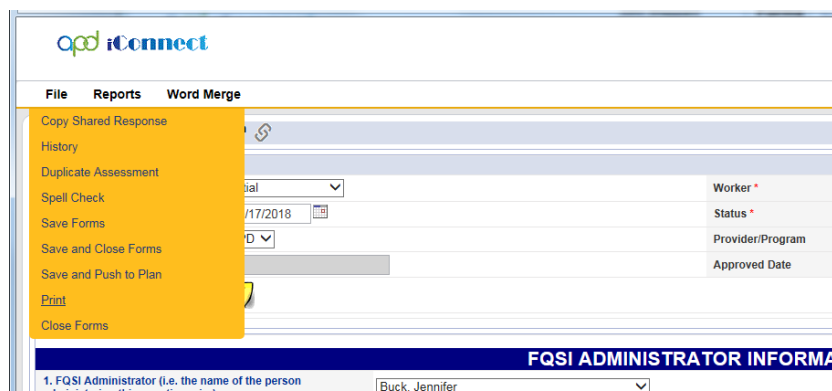 apd iConnect
File Reports Word Merge
Copy Shared Response
History
Duplicate Assessment
Spell Check
Save Forms
Save and Close Forms
Save and Push to Plan
Print
Close Forms
tial
Worker *
/17/2018
Status *
PD
Provider/Program
Approved Date
FQSI ADMINISTRATOR INFORMA
1. FQSI Administrator (i.e. the name of the person
Buck, Jennifer